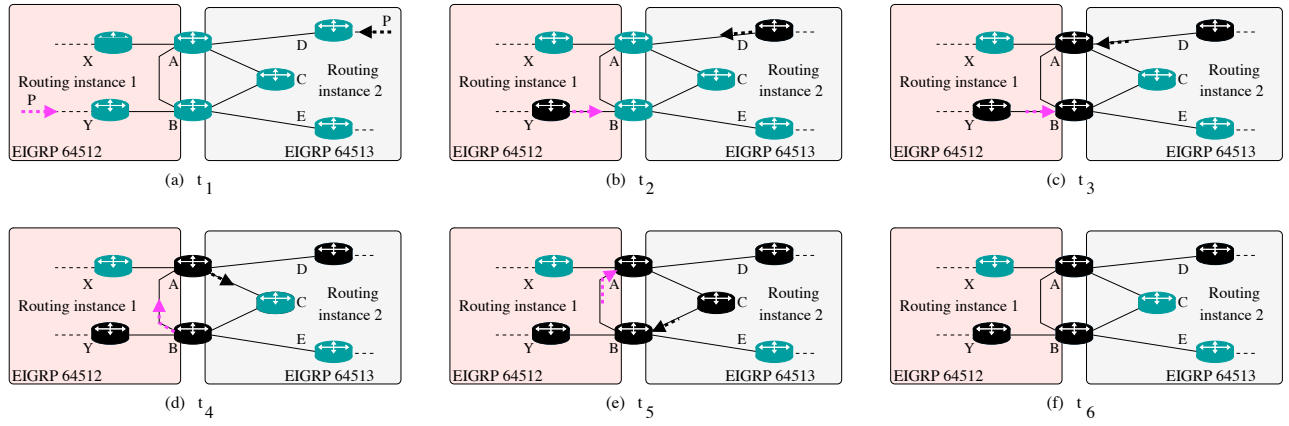 P
D
X
A
C
Routing instance 1
Routing
instance 2
P
Y
B
E
EIGRP 64512
EIGRP 64513
(a) t1
D
X
A
C
Routing instance 1
Routing
instance 2
Y
B
E
EIGRP 64512
EIGRP 64513
(b) t2
D
X
A
C
Routing instance 1
Routing
instance 2
Y
B
E
EIGRP 64512
EIGRP 64513
(c) t3
D
X
A
C
Routing instance 1
Routing
instance 2
Y
B
E
EIGRP 64512
EIGRP 64513
(d) t4
D
X
A
C
Routing instance 1
Routing
instance 2
Y
B
E
EIGRP 64512
EIGRP 64513
(e) t5
D
X
A
C
Routing instance 1
Routing
instance 2
Y
B
E
EIGRP 64512
EIGRP 64513
(f) t6